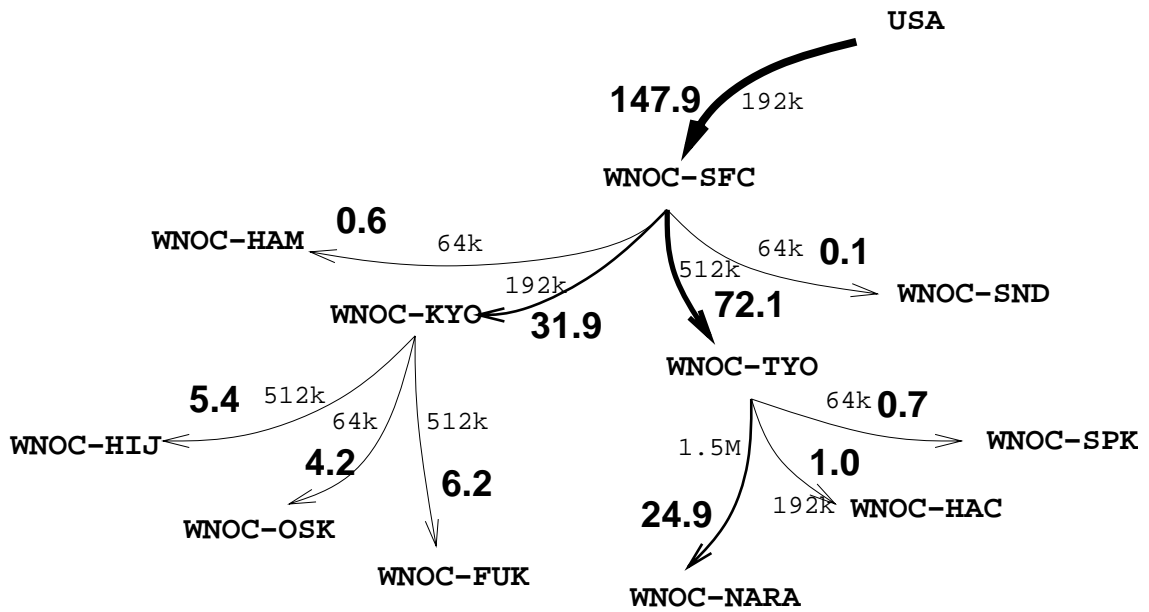 USA
147.9
192k
WNOC-SFC
0.6
WNOC-HAM
64k
64k
0.1
192k
512k
WNOC-SND
WNOC-KYO
31.9
72.1
WNOC-TYO
5.4
512k
64k
512k
64k
0.7
WNOC-HIJ
1.5M
WNOC-SPK
4.2
6.2
1.0
24.9
192k
WNOC-HAC
WNOC-OSK
WNOC-FUK
WNOC-NARA